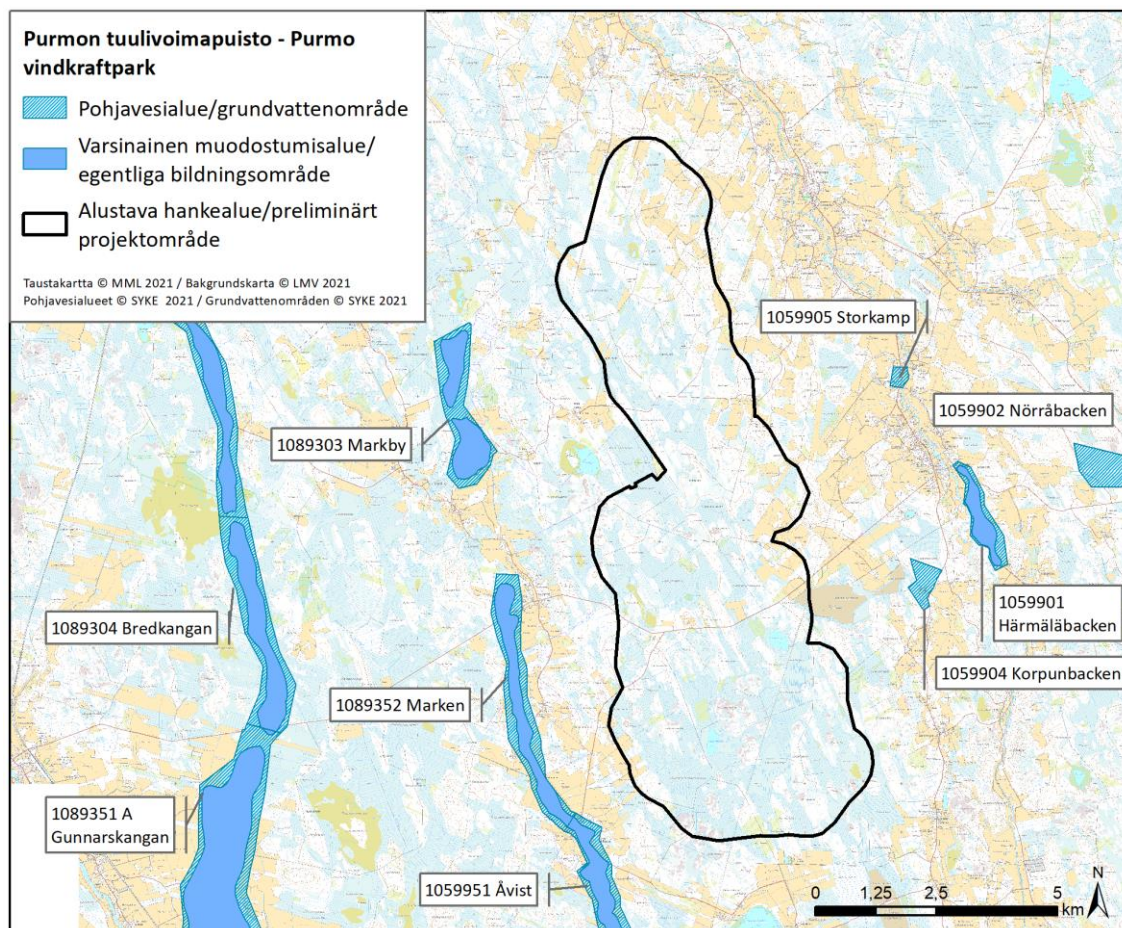 Purmon tuulivoimapuisto - Purmo
vindkraftpark
Pohjavesialue/grundvattenområde
Varsinainen muodostumisalue/
egentliga bildningsområde
Alustava hankealue/preliminärt
projektområde
Taustakartta © MML 2021 / Bakgrundskarta © LMV 2021
Pohjavesialueet © SYKE 2021 / Grundvattenområden © SYKE 2021
1059905 Storkamp
1059902 Nörråbacken
1089303 Markby
1059901
Härmäläbacken
1089304 Bredkangan
1059904 Korpunbacken
1089352 Marken
1089351 A
Gunnarskangan
1059951 Åvist
0 1,25 2,5 5
km
N